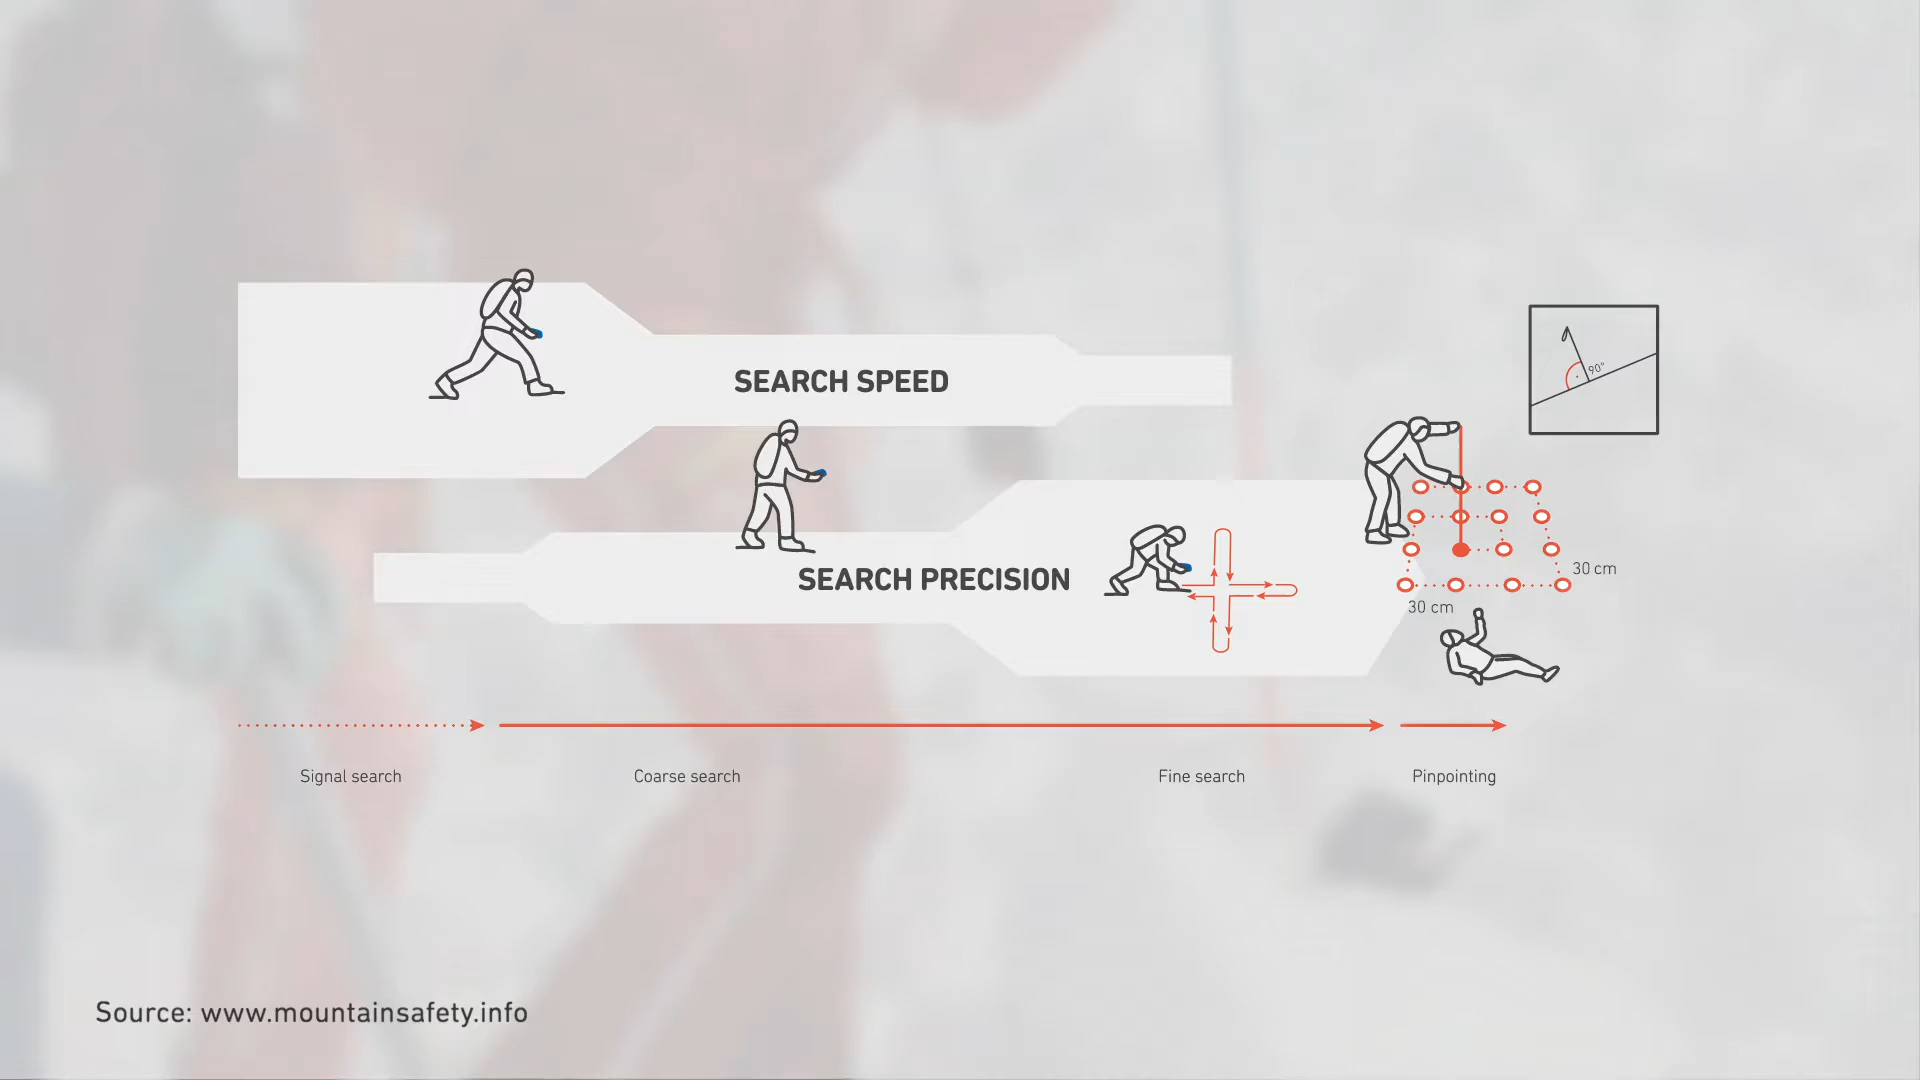 SEARCH SPEED
90°
SEARCH PRECISION
30 cm
30 cm
Signal search
Coarse search
Fine search
Pinpointing
Source: www.mountainsafety.info